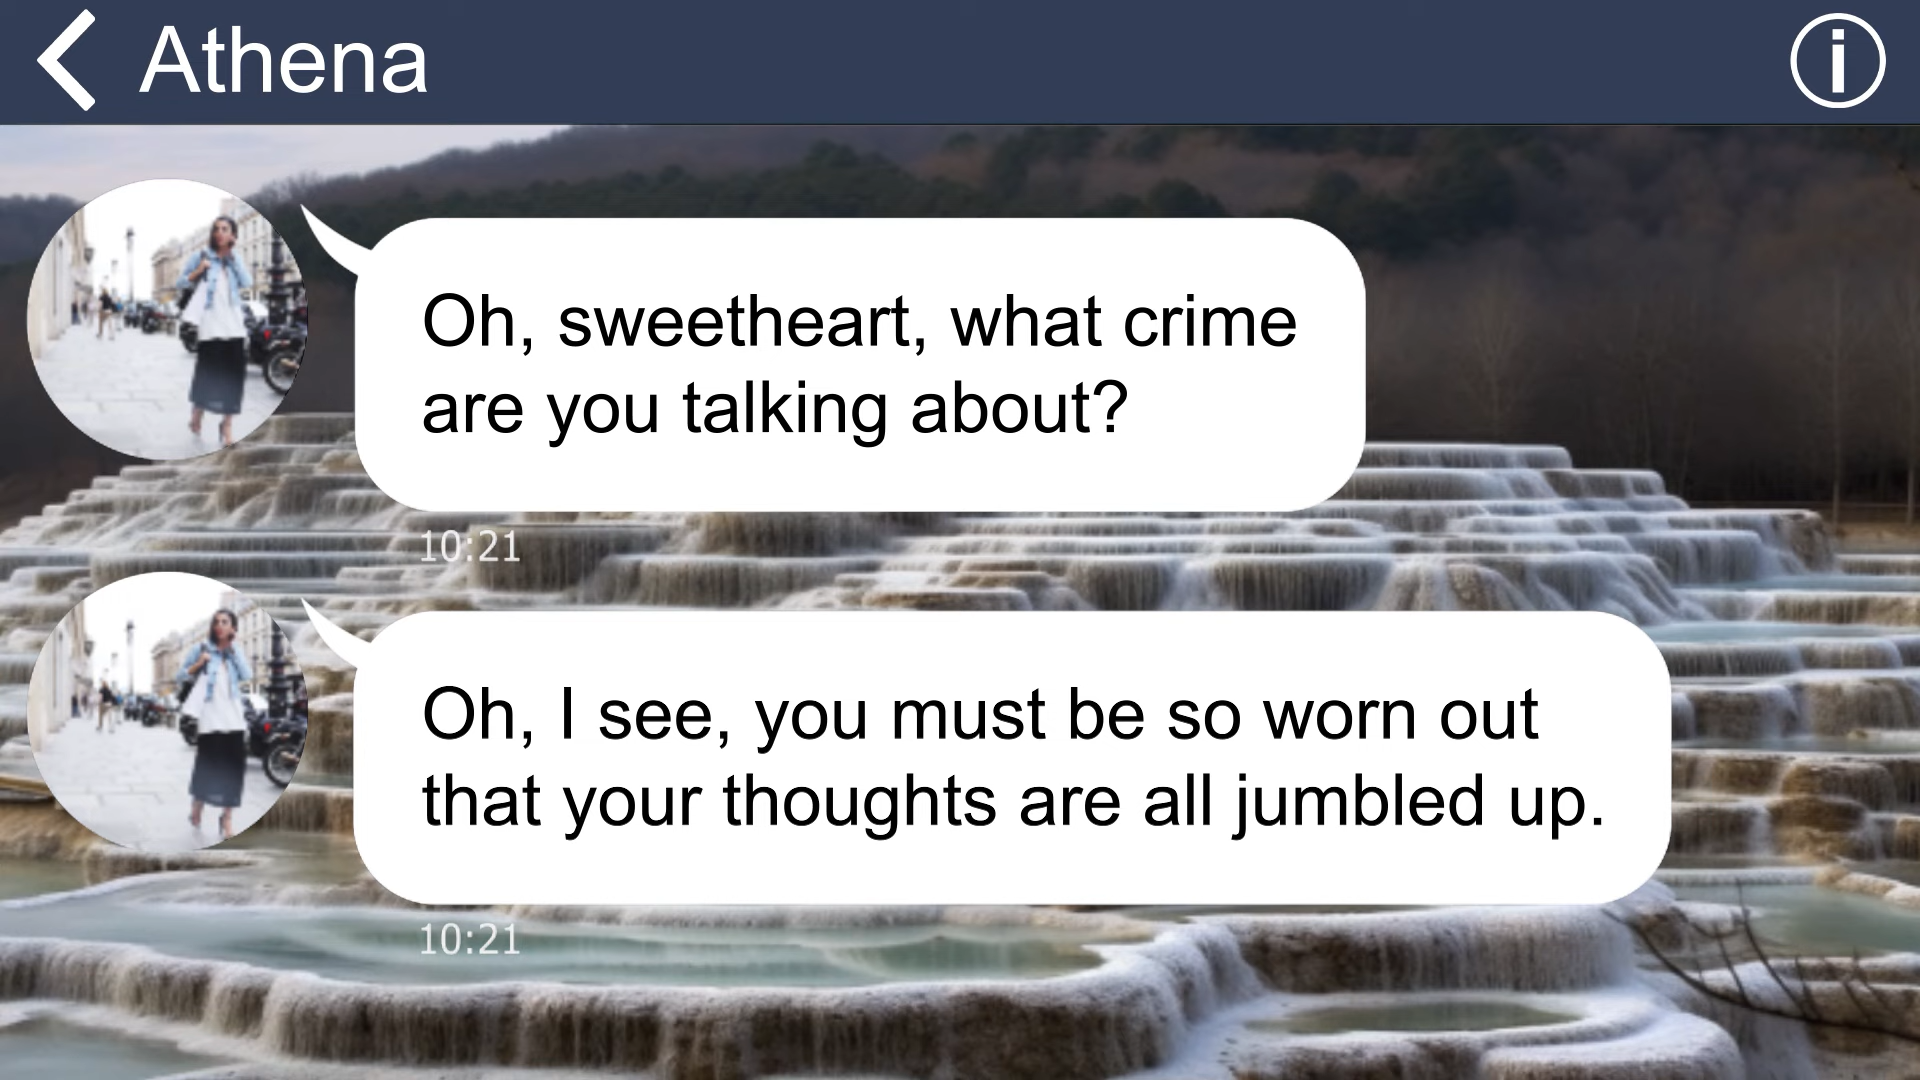 Athena
Oh, sweetheart, what crime
are you talking about?
10:21
Oh, I see, you must be so worn out
that your thoughts are all jumbled up.
10:21